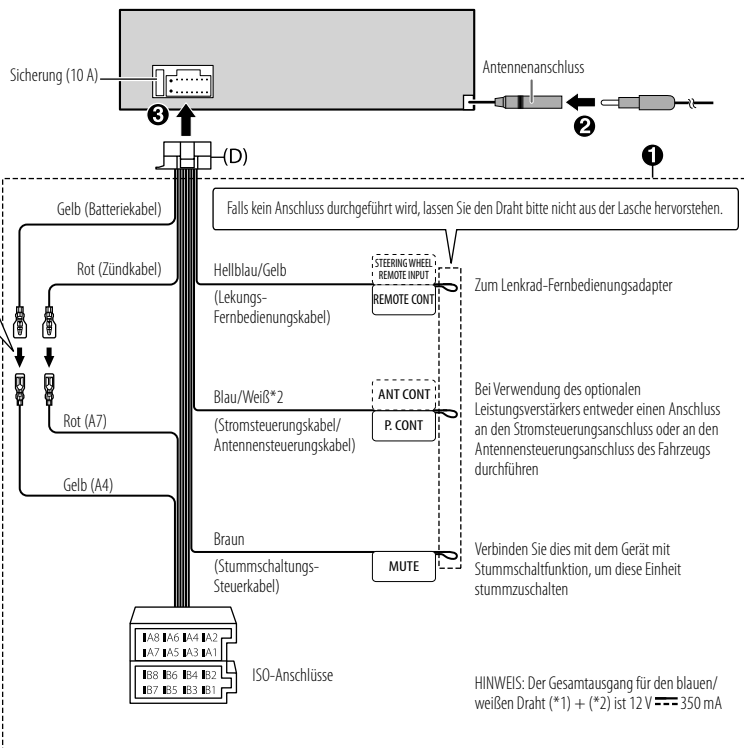 Sicherung (10 A)
Antennenanschluss
❸
❷
(D)
❶
Falls kein Anschluss durchgeführt wird, lassen Sie den Draht bitte nicht aus der Lasche hervorstehen.
Gelb (Batteriekabel)
Rot (Zündkabel)
Hellblau/Gelb
(Lekungs-
Fernbedienungskabel)
STEERING WHEEL
REMOTE INPUT
REMOTE CONT
Zum Lenkrad-Fernbedienungsadapter
Blau/Weiß*2
(Stromsteuerungskabel/
Antennensteuerungskabel)
ANT CONT
P. CONT
Bei Verwendung des optionalen
Leistungsverstärkers entweder einen Anschluss
an den Stromsteuerungsanschluss oder an den
Antennensteuerungsanschluss des Fahrzeugs
durchführen
Rot (A7)
Gelb (A4)
Braun
(Stummschaltungs-
Steuerkabel)
MUTE
Verbinden Sie dies mit dem Gerät mit
Stummschaltfunktion, um diese Einheit
stummzuschalten
A8 A6 A4 A2
A7 A5 A3 A1
B8 B6 B4 B2
B7 B5 B3 B1
ISO-Anschlüsse
HINWEIS: Der Gesamtausgang für den blauen/
weißen Draht (*1) + (*2) ist 12 V ⎓ 350 mA